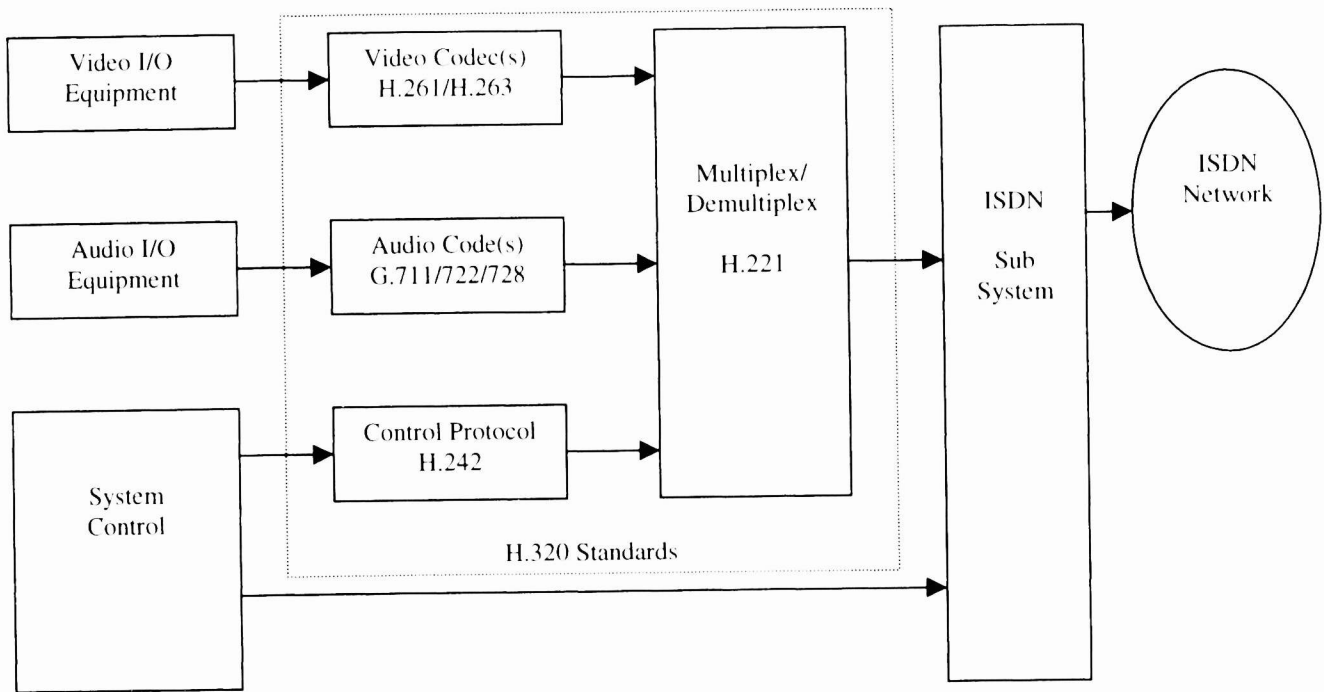 Video I/O
Equipment
Video Codec(s)
H.261/H.263
Audio I/O
Equipment
Audio Code(s)
G.711/722/728
System
Control
Control Protocol
H.242
Multiplex/
Demultiplex
H.221
H.320 Standards
ISDN
Sub
System
ISDN
Network